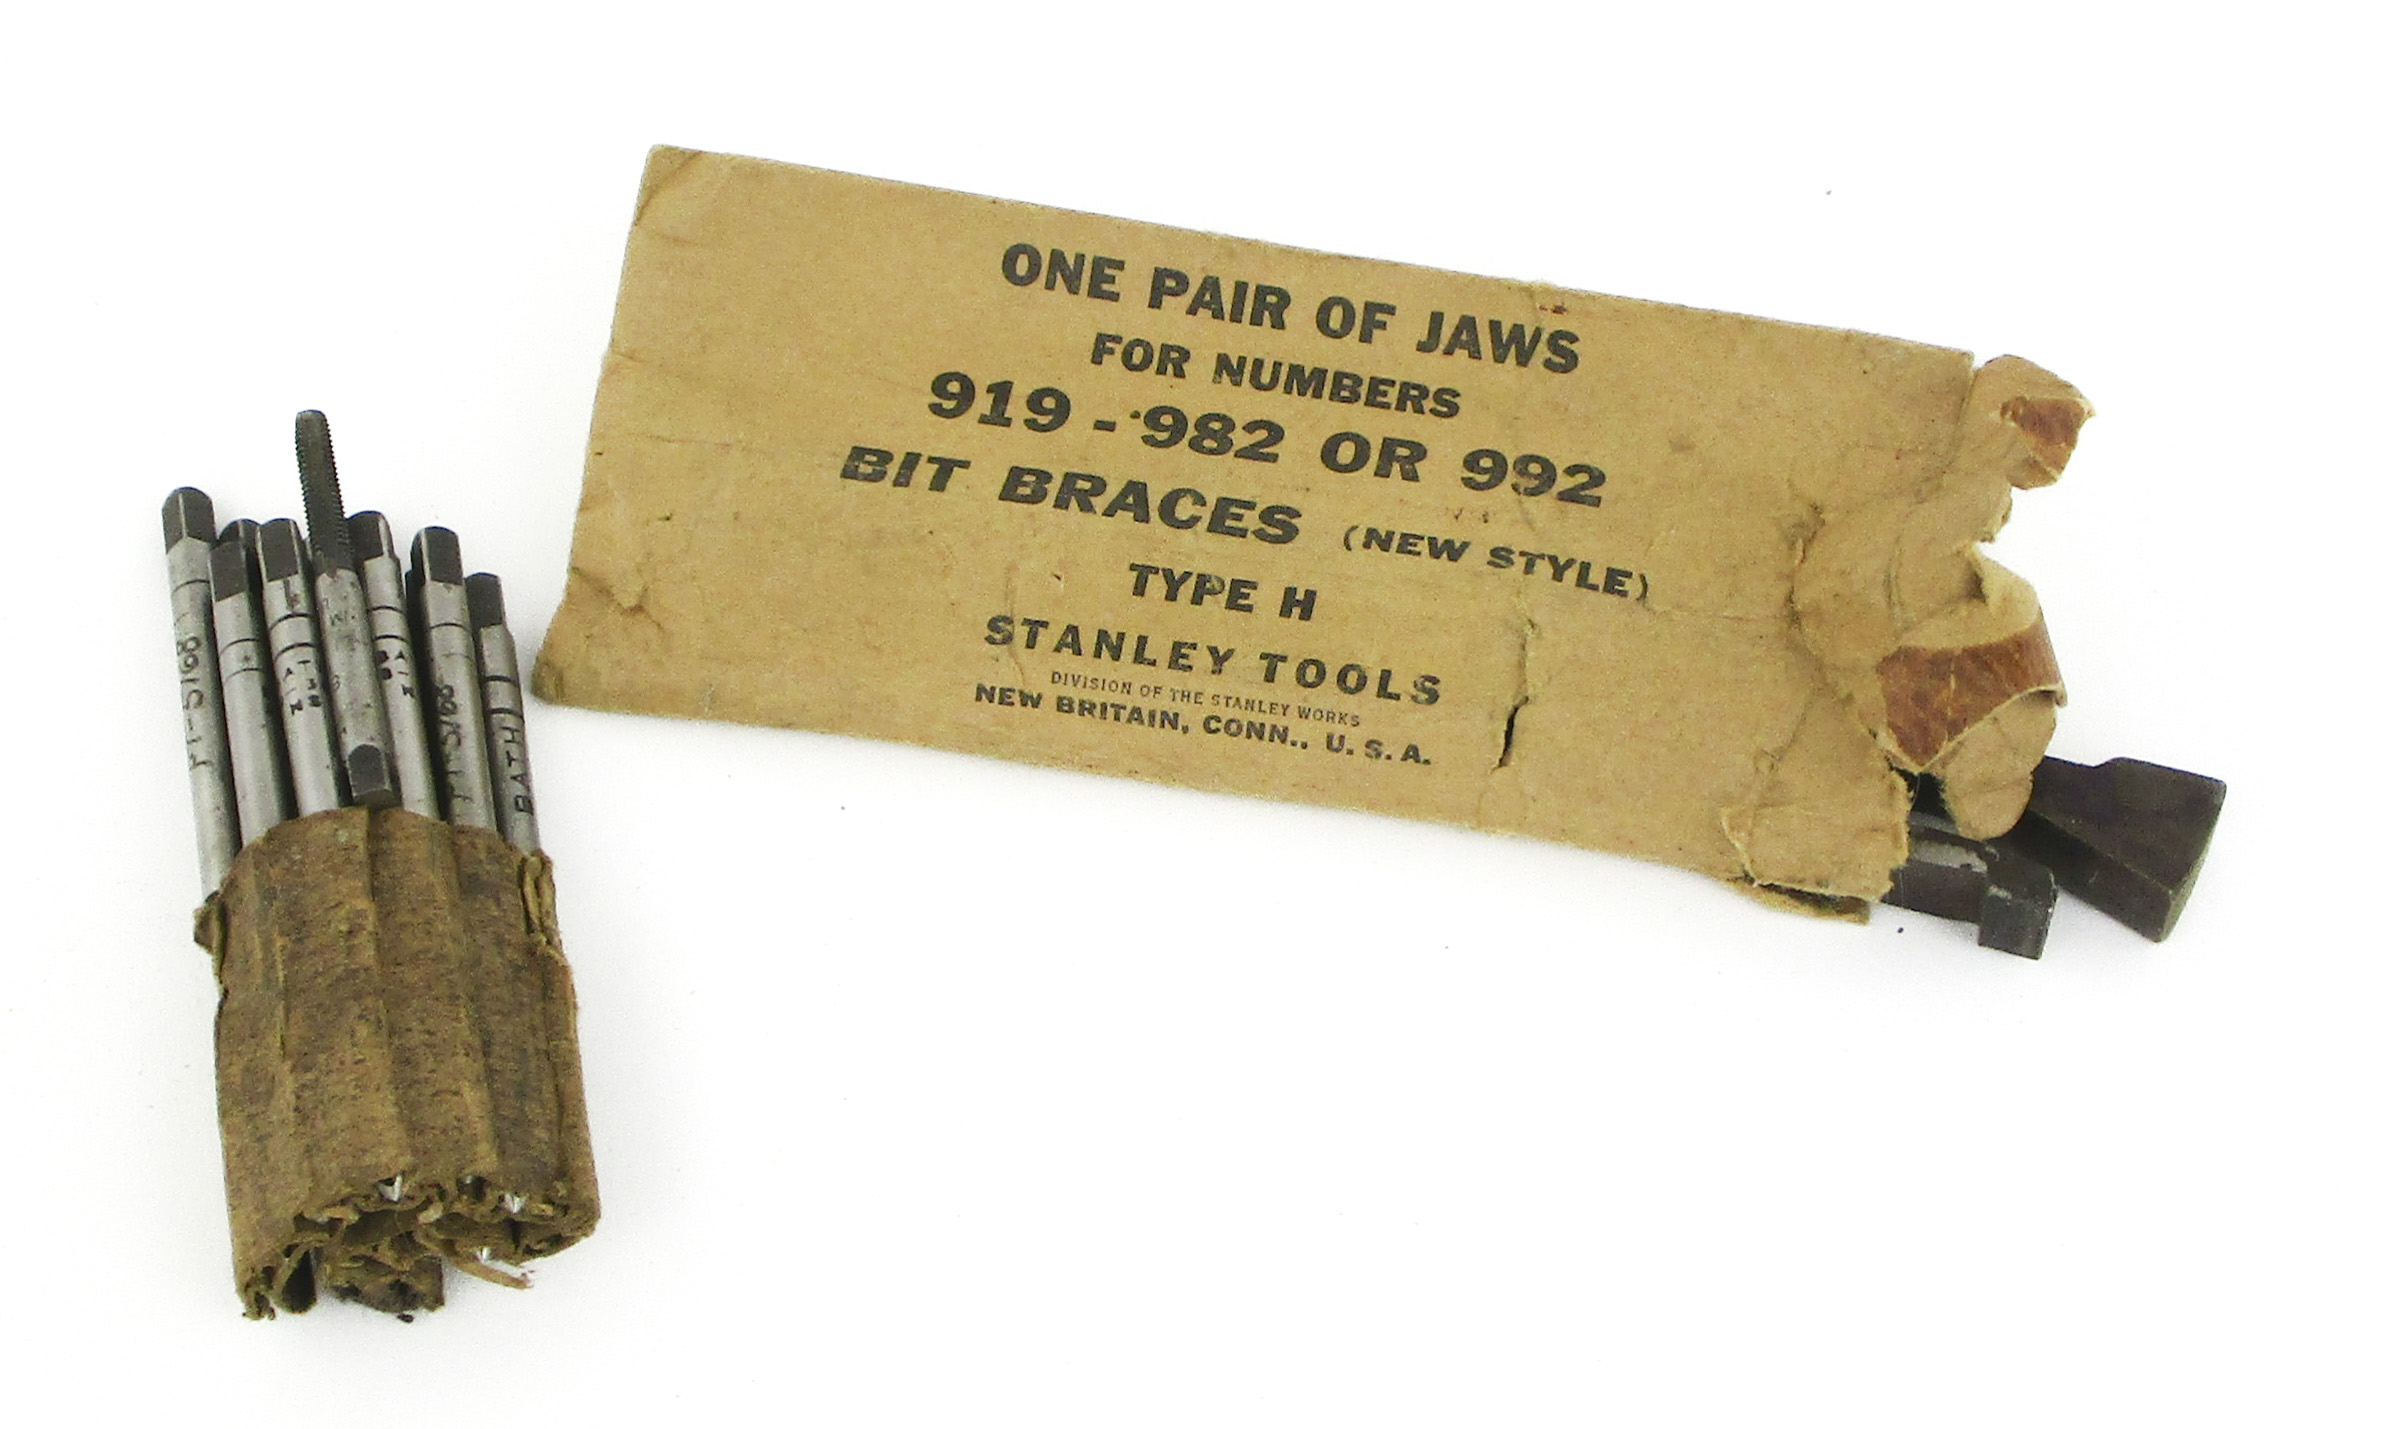 ONE PAIR OF JAWS
FOR NUMBERS
919 - 982 OR 992
BIT BRACES (NEW STYLE)
TYPE H
STANLEY TOOLS
DIVISION OF THE STANLEY WORKS
NEW BRITAIN, CONN., U. S. A.
BATH